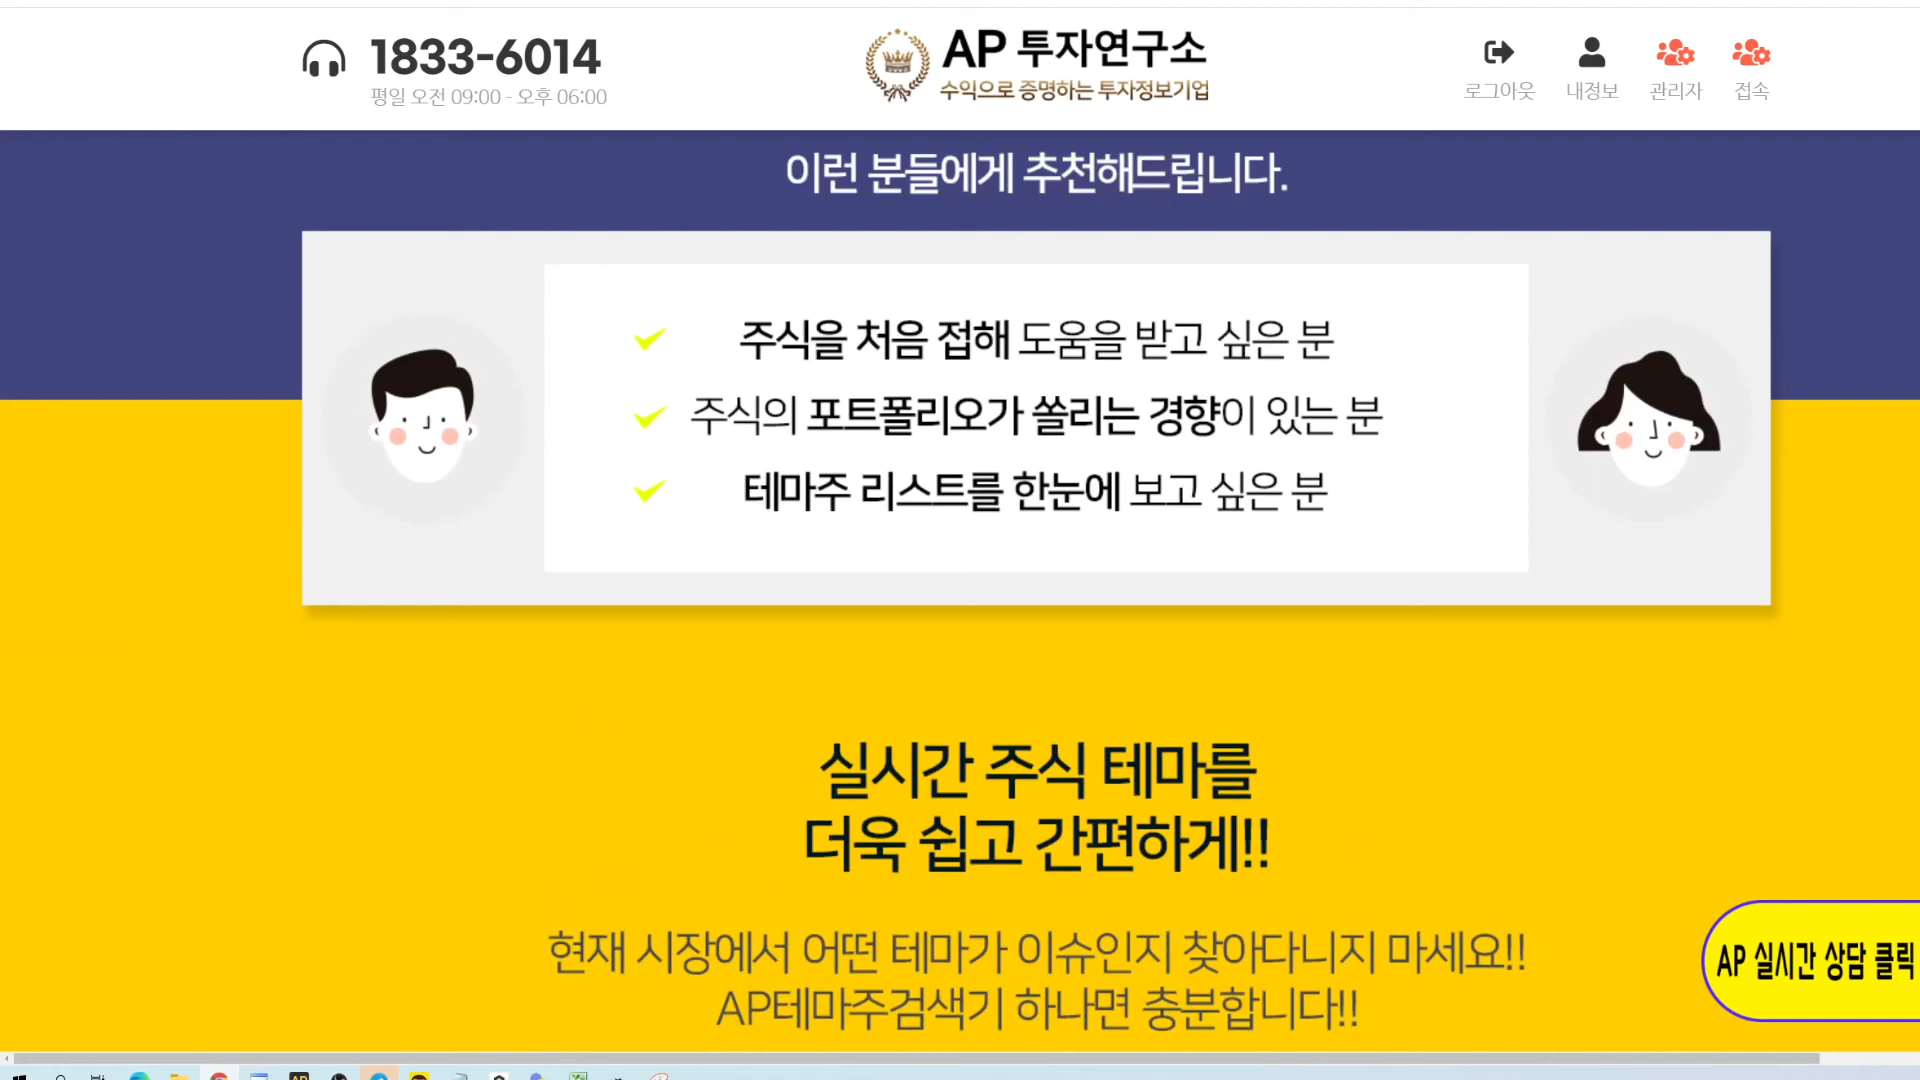 1833-6014
평일 오전 09:00 - 오후 06:00
AP 투자연구소
수익으로 증명하는 투자정보기업
로그아웃
내정보
관리자
접속
이런 분들에게 추천해드립니다.
주식을 처음 접해 도움을 받고 싶은 분
주식의 포트폴리오가 쏠리는 경향이 있는 분
테마주 리스트를 한눈에 보고 싶은 분
실시간 주식 테마를
더욱 쉽고 간편하게!!
현재 시장에서 어떤 테마가 이슈인지 찾아다니지 마세요!!
AP테마주검색기 하나면 충분합니다!!
AP 실시간 상담 클릭